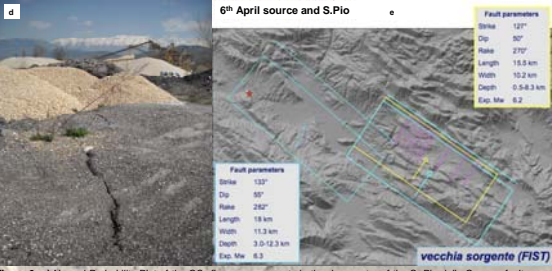 d
6th April source and S.Pio
e
Fault parameters
Strike 127°
Dip 50°
Rake 270°
Length 15.5 km
Width 10.2 km
Depth 0.5-8.3 km
Exp. Mw 6.2
Fault parameters
Strike 133°
Dip 55°
Rake 282°
Length 18 km
Width 11.3 km
Depth 3.0-12.3 km
Exp. Mw 6.3
vecchia sorgente (FIST)